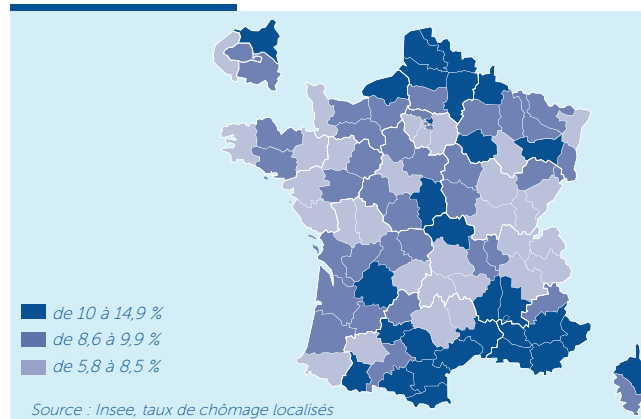 de 10 à 14,9 %
de 8,6 à 9,9 %
de 5,8 à 8,5 %
Source : Insee, taux de chômage localisés